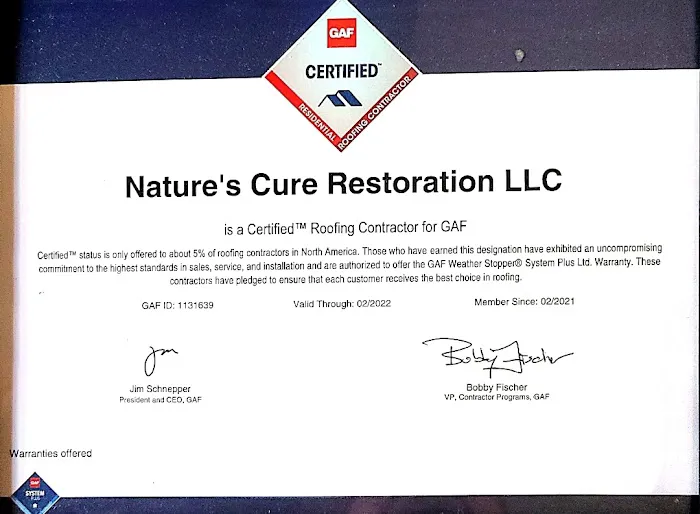 GAF
CERTIFIED™
RESIDENTIAL
ROOFING CONTRACTOR
Nature's Cure Restoration LLC
is a Certified™ Roofing Contractor for GAF
Certified™ status is only offered to about 5% of roofing contractors in North America. Those who have earned this designation have exhibited an uncompromising
commitment to the highest standards in sales, service, and installation and are authorized to offer the GAF Weather Stopper® System Plus Ltd. Warranty. These
contractors have pledged to ensure that each customer receives the best choice in roofing.
GAF ID: 1131639 Valid Through: 02/2022 Member Since: 02/2021
Bobby Fischer
Jim Schnepper
President and CEO, GAF
Bobby Fischer
VP, Contractor Programs, GAF
Warranties offered
GAF
SYSTEM
PLUS